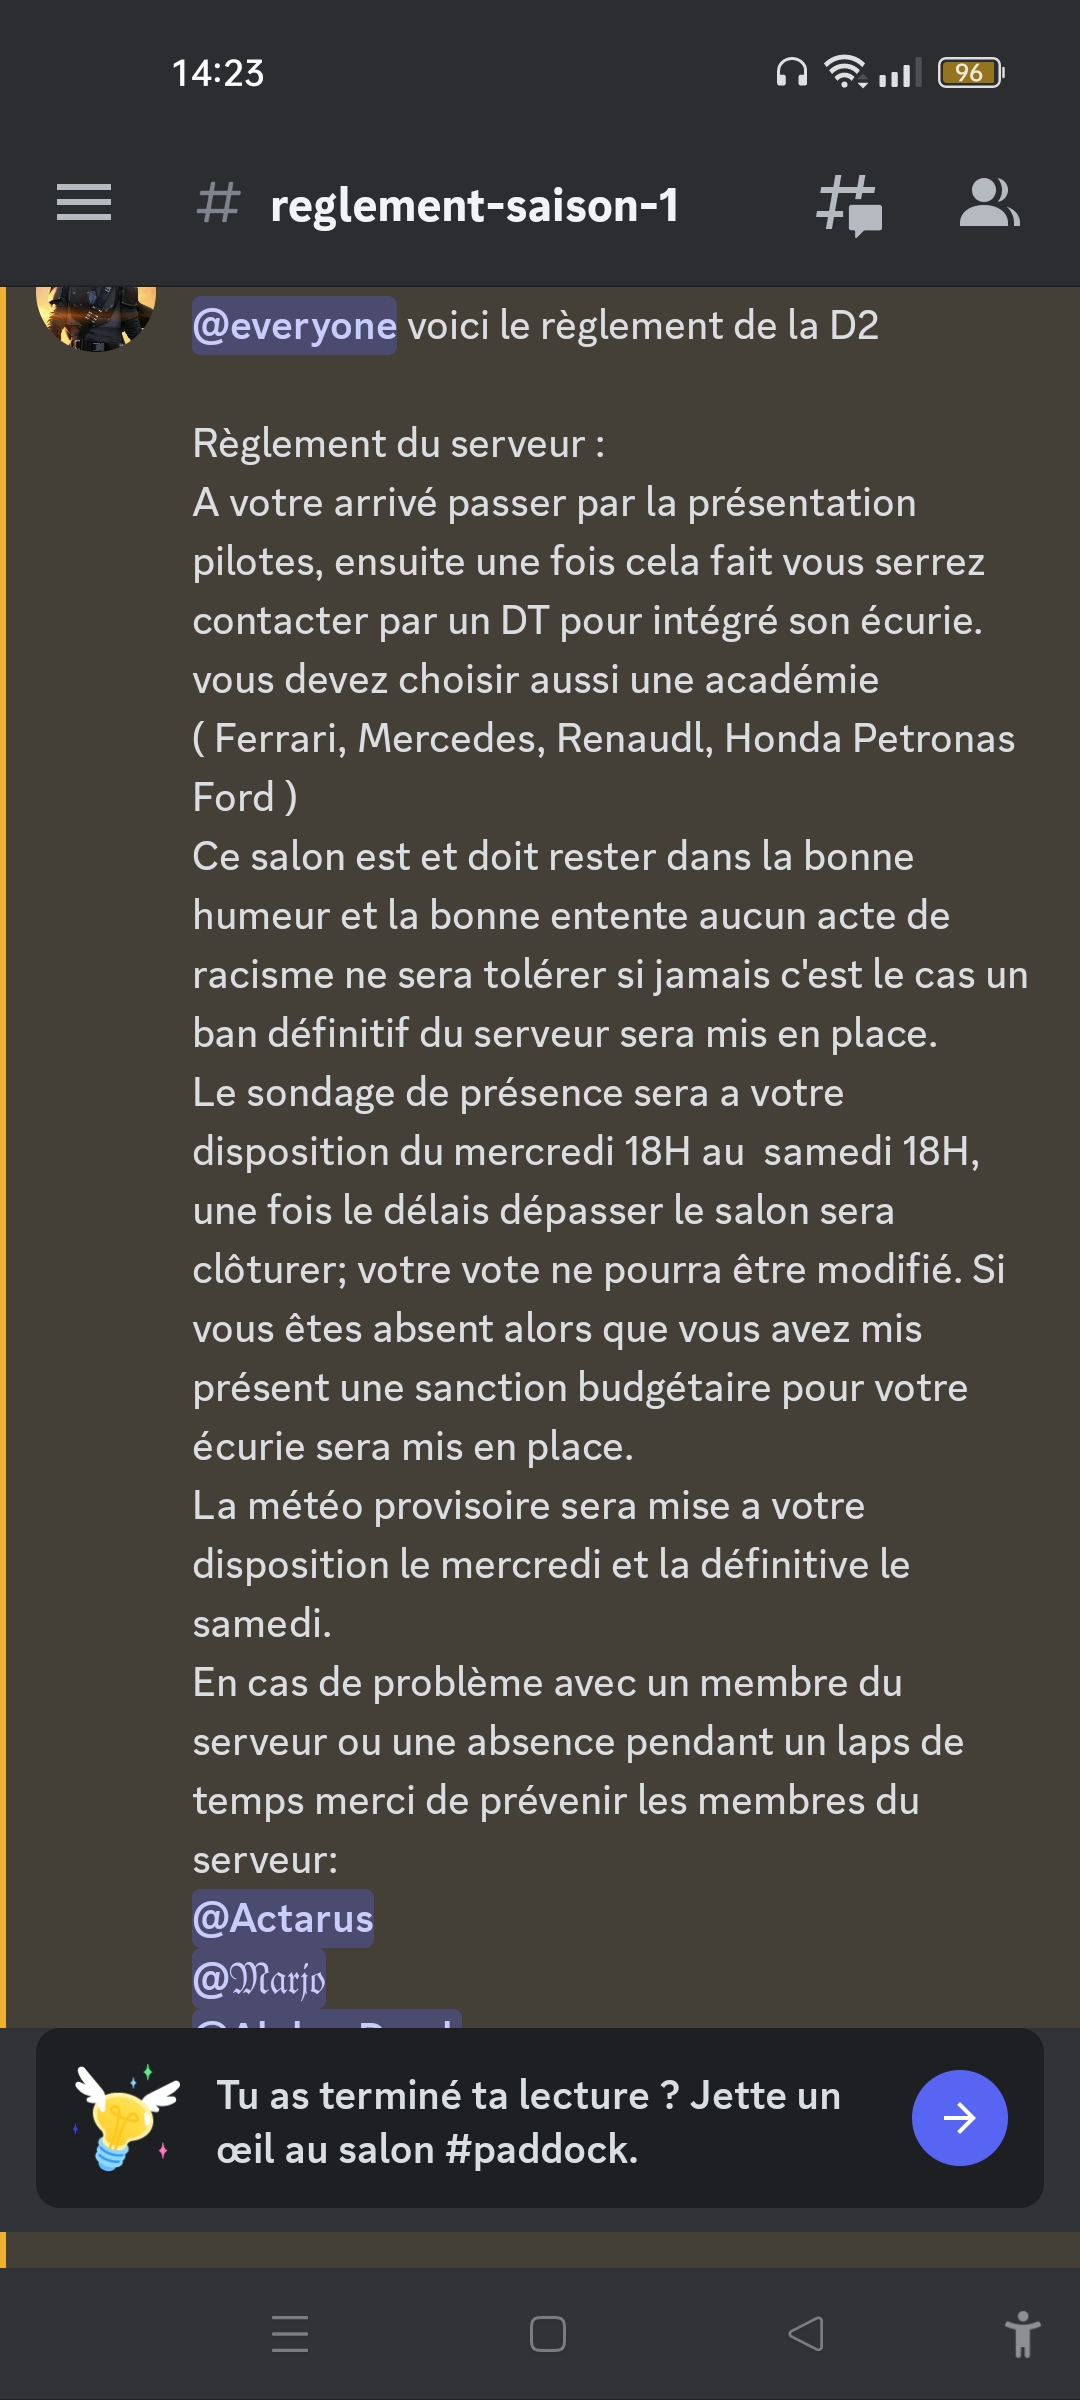 14:23
96
# reglement-saison-1
@everyone voici le règlement de la D2
Règlement du serveur :
A votre arrivé passer par la présentation
pilotes, ensuite une fois cela fait vous serrez
contacter par un DT pour intégré son écurie.
vous devez choisir aussi une académie
( Ferrari, Mercedes, Renaudl, Honda Petronas
Ford )
Ce salon est et doit rester dans la bonne
humeur et la bonne entente aucun acte de
racisme ne sera tolérer si jamais c'est le cas un
ban définitif du serveur sera mis en place.
Le sondage de présence sera a votre
disposition du mercredi 18H au  samedi 18H,
une fois le délais dépasser le salon sera
clôturer; votre vote ne pourra être modifié. Si
vous êtes absent alors que vous avez mis
présent une sanction budgétaire pour votre
écurie sera mis en place.
La météo provisoire sera mise a votre
disposition le mercredi et la définitive le
samedi.
En cas de problème avec un membre du
serveur ou une absence pendant un laps de
temps merci de prévenir les membres du
serveur:
@Actarus
@𝔐𝔞𝔯𝔧𝔬
Tu as terminé ta lecture ? Jette un
œil au salon #paddock.